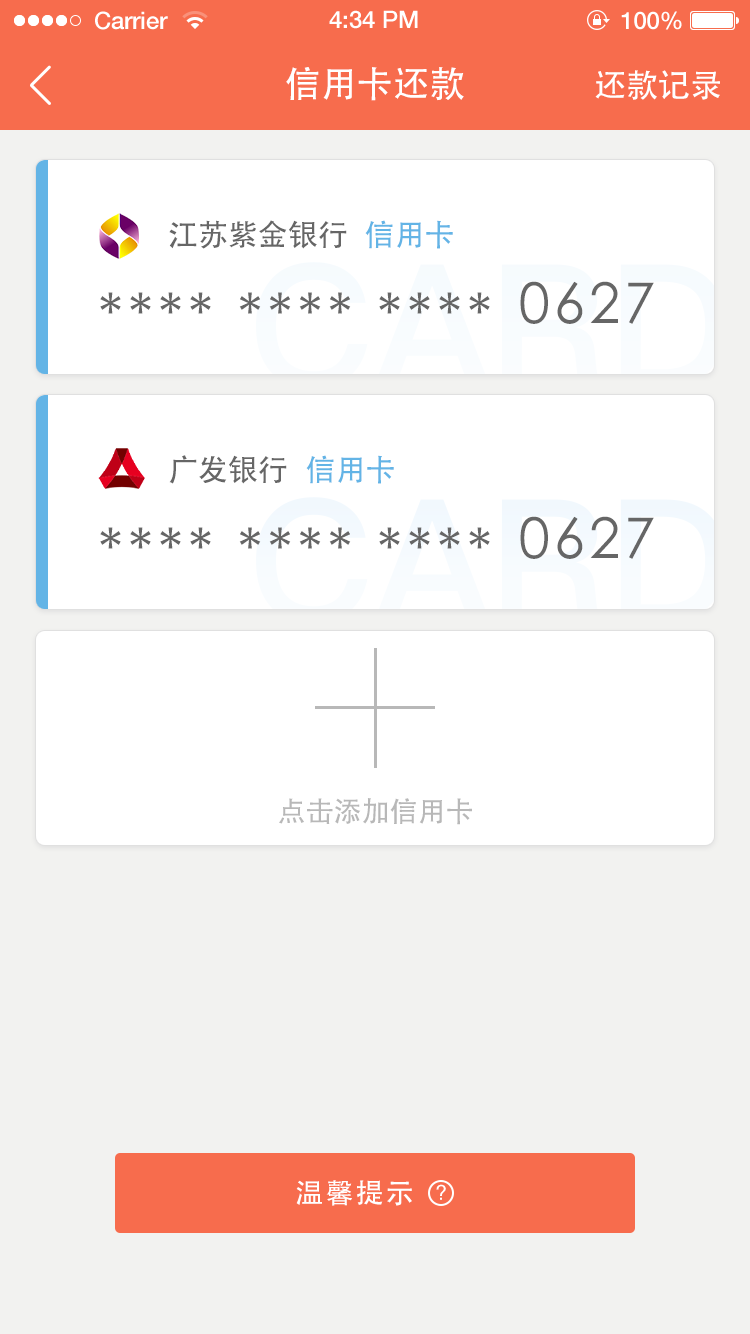 Carrier 4:34 PM 100%
信用卡还款 还款记录
江苏紫金银行 信用卡
**** **** **** 0627
CARD
广发银行 信用卡
**** **** **** 0627
CARD
点击添加信用卡
温馨提示 ?